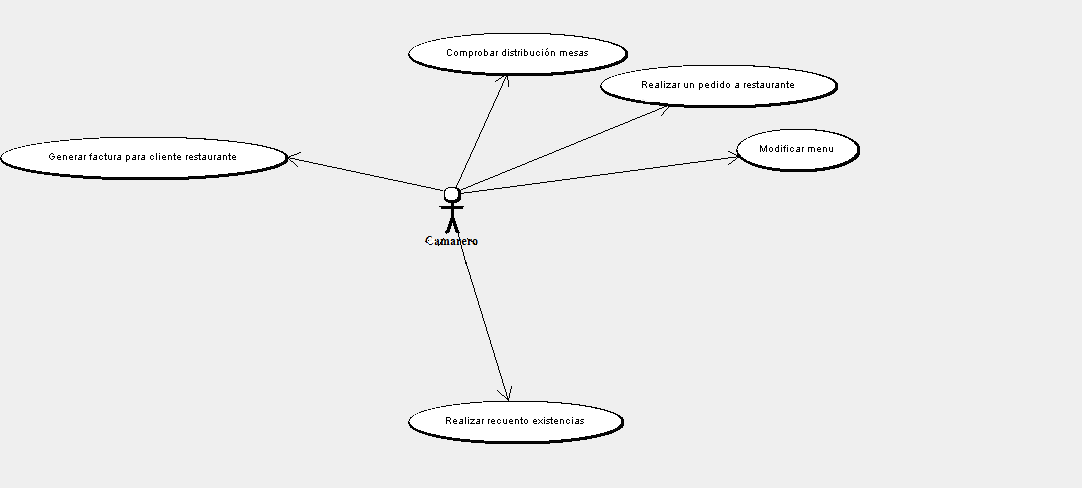 Comprobar distribución mesas
Realizar un pedido a restaurante
Modificar menu
Generar factura para cliente restaurante
Camarero
Realizar recuento existencias